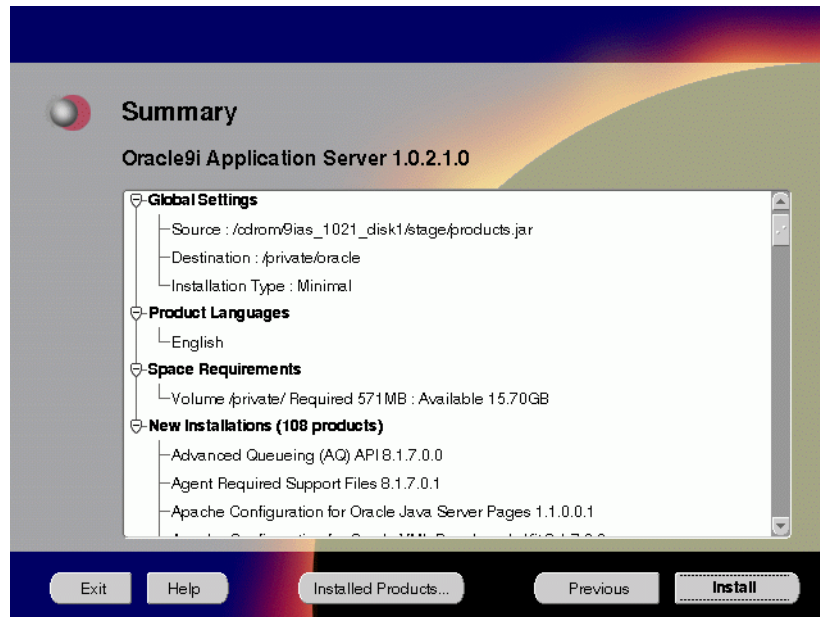 Summary
Oracle9i Application Server 1.0.2.1.0
Global Settings
Source : /cdrom/9ias_1021_disk1/stage/products.jar
Destination : /private/oracle
Installation Type : Minimal
Product Languages
English
Space Requirements
Volume /private/ Required 571MB : Available 15.70GB
New Installations (108 products)
Advanced Queueing (AQ) API 8.1.7.0.0
Agent Required Support Files 8.1.7.0.1
Apache Configuration for Oracle Java Server Pages 1.1.0.0.1
Exit
Help
Installed Products...
Previous
Install